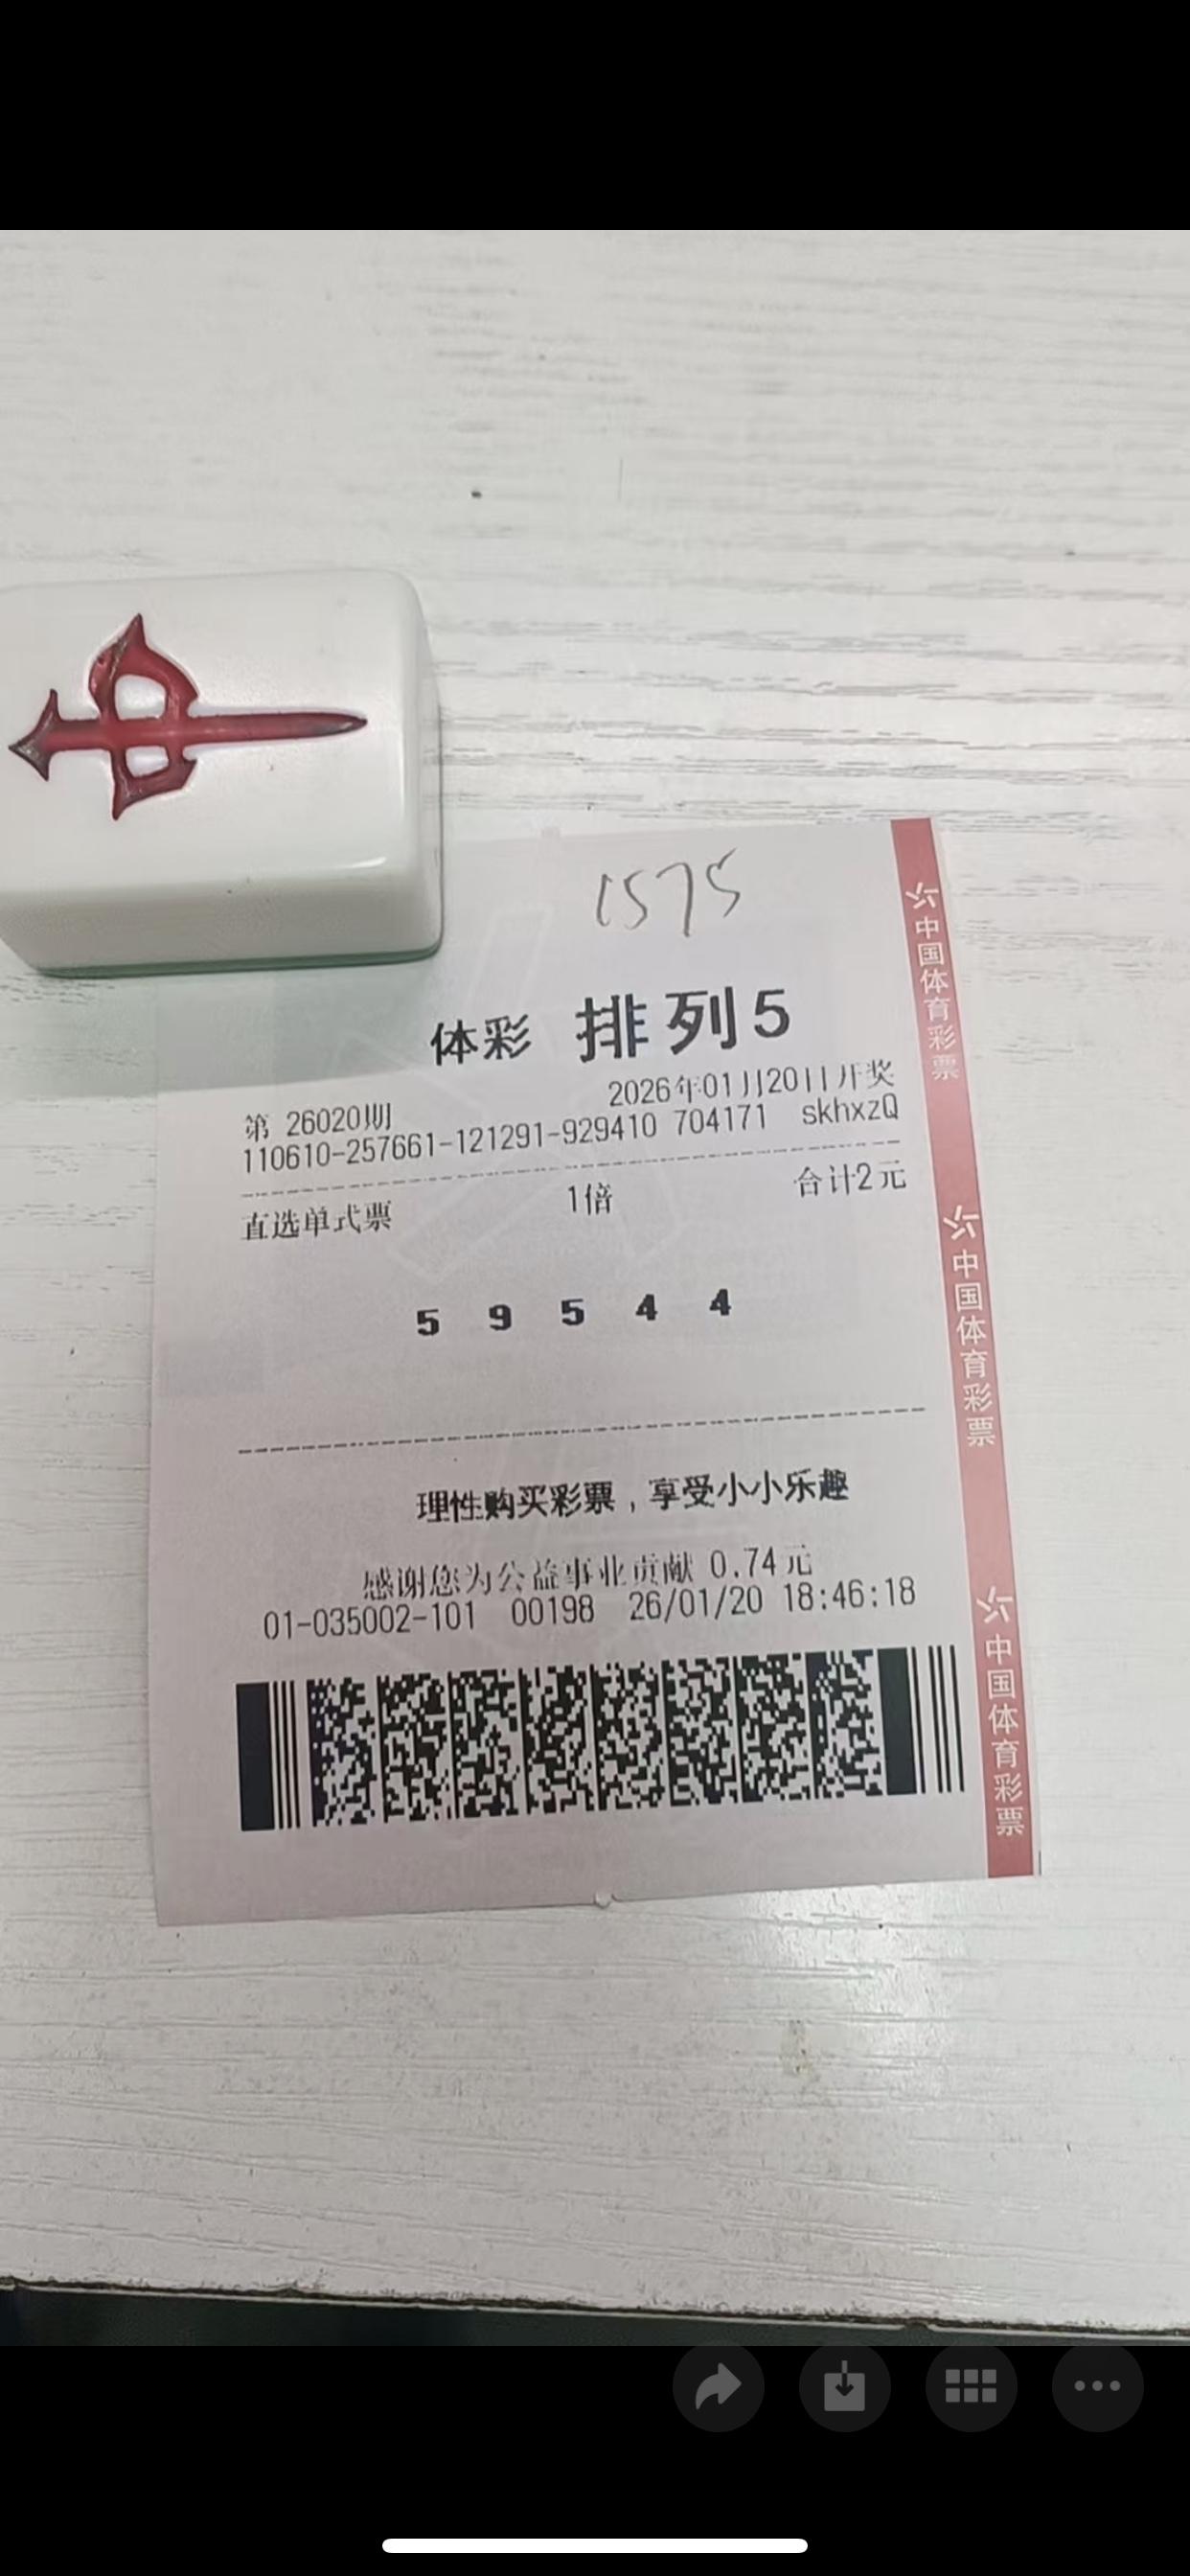 中
1575
体彩 排列5
第 26020期 2026年01月20日开奖
110610-257661-121291-929410 704171 skhxzQ
直选单式票 1倍 合计2元
5 9 5 4 4
理性购买彩票，享受小小乐趣
感谢您为公益事业贡献 0.74元
01-035002-101 00198 26/01/20 18:46:18
中国体育彩票
中国体育彩票
中国体育彩票